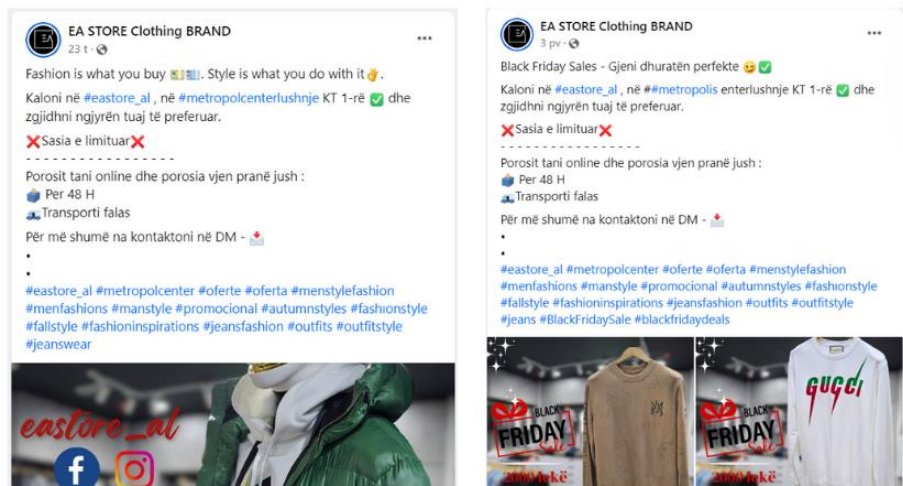 EA STORE Clothing BRAND
23 t ·
Fashion is what you buy 💵💶. Style is what you do with it✌.
Kaloni në #eastore_al , në #metropolcenterlushnje KT 1-rë ✅ dhe
zgjidhni ngjyrën tuaj të preferuar.
❌Sasia e limituar❌
- - - - - - - - - - - - - - - - -
Porosit tani online dhe porosia vjen pranë jush :
🗳 Per 48 H
🚙Transporti falas
Për më shumë na kontaktoni në DM - 📩
•
•
#eastore_al #metropolcenter #oferte #oferta #menstylefashion
#menfashions #manstyle #promocional #autumnstyles #fashionstyle
#fallstyle #fashioninspirations #jeansfashion #outfits #outfitstyle
#jeanswear
eastore_al
EA STORE Clothing BRAND
3 pv ·
Black Friday Sales - Gjeni dhuratën perfekte 😉✅
Kaloni në #eastore_al , në ##metropolis enterlushnje KT 1-rë ✅ dhe
zgjidhni ngjyrën tuaj të preferuar.
❌Sasia e limituar❌
- - - - - - - - - - - - - - - - -
Porosit tani online dhe porosia vjen pranë jush :
🗳 Per 48 H
🚙Transporti falas
Për më shumë na kontaktoni në DM - 📩
•
•
#eastore_al #metropolcenter #oferte #oferta #menstylefashion
#menfashions #manstyle #promocional #autumnstyles #fashionstyle
#fallstyle #fashioninspirations #jeansfashion #outfits #outfitstyle
#jeans #BlackFridaySale #blackfridaydeals
BLACK
FRIDAY
Sale
2000 lekë
BLACK
FRIDAY
Sale
2000 lekë
GUCCI